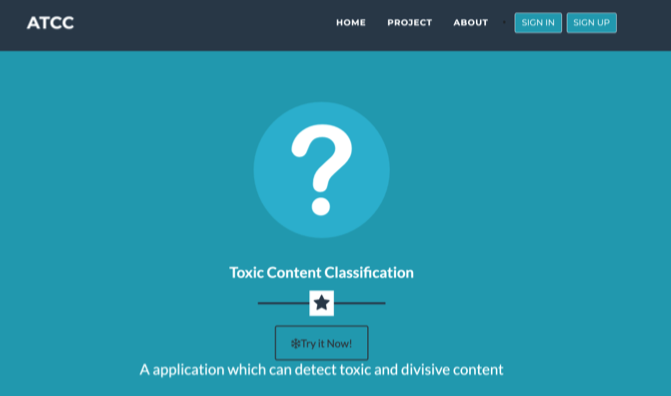 ATCC
HOME PROJECT ABOUT SIGN IN SIGN UP
?
Toxic Content Classification
Try it Now!
A application which can detect toxic and divisive content